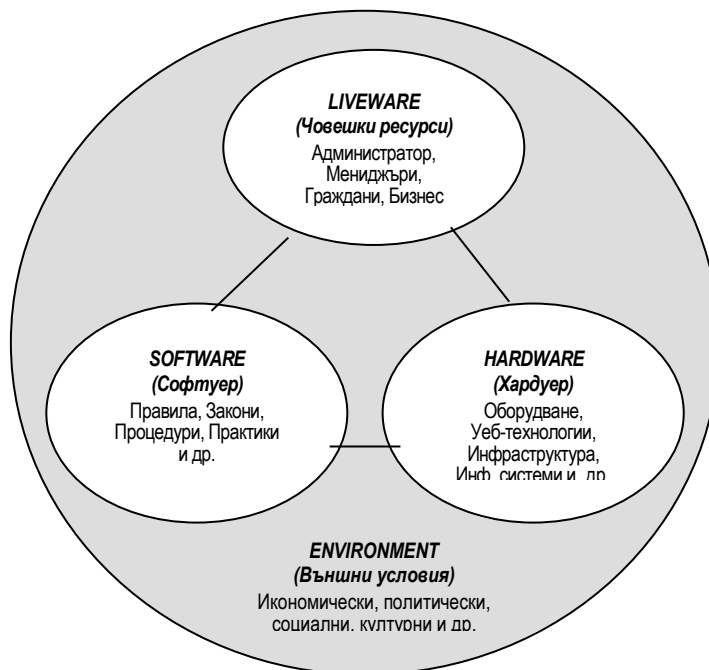 LIVEWARE
(Човешки ресурси)
Администратор,
Мениджъри,
Граждани, Бизнес
SOFTWARE
(Софтуер)
Правила, Закони,
Процедури, Практики
и др.
HARDWARE
(Хардуер)
Оборудване,
Уеб-технологии,
Инфраструктура,
Инф. системи и др
ENVIRONMENT
(Външни условия)
Икономически, политически,
социални, културни и др.